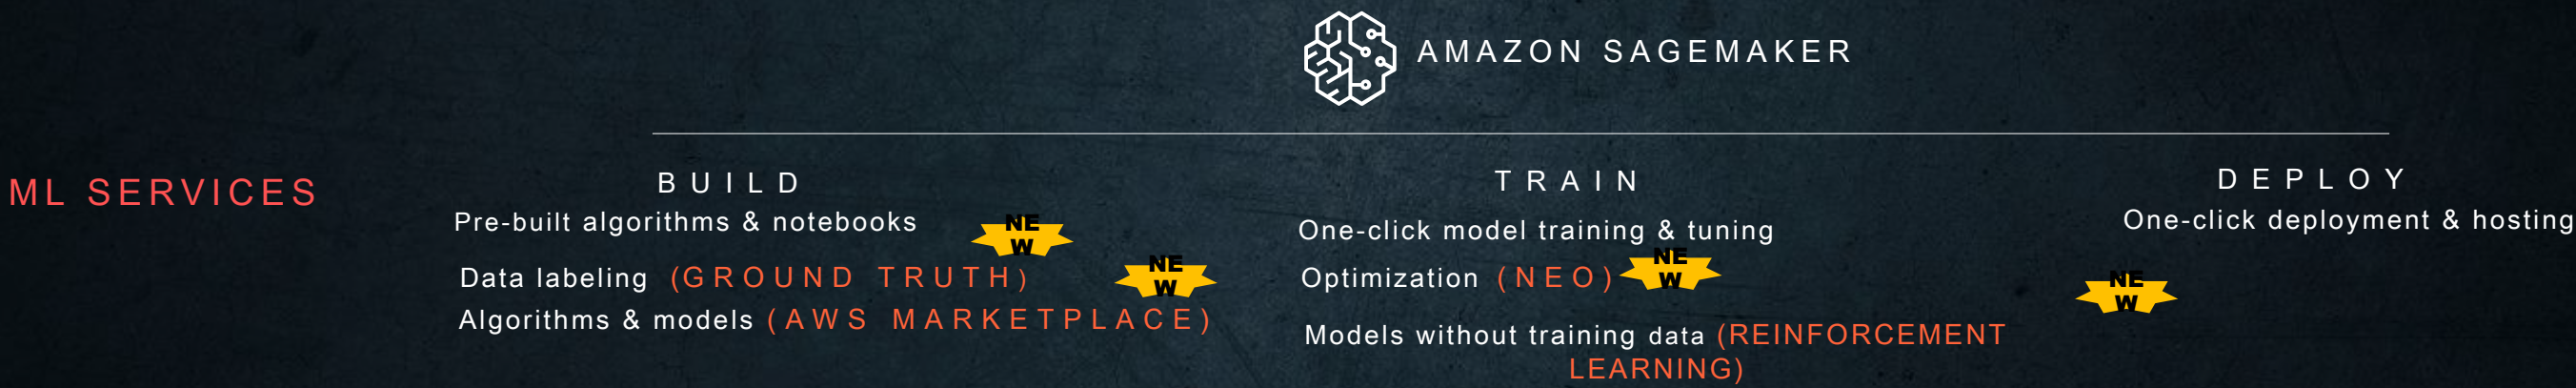 AMAZON SAGEMAKER
ML SERVICES
BUILD
Pre-built algorithms & notebooks
NE
W
Data labeling (GROUND TRUTH)
NE
W
Algorithms & models (AWS MARKETPLACE)
TRAIN
One-click model training & tuning
Optimization (NEO)
NE
W
Models without training data (REINFORCEMENT
LEARNING)
NE
W
DEPLOY
One-click deployment & hosting